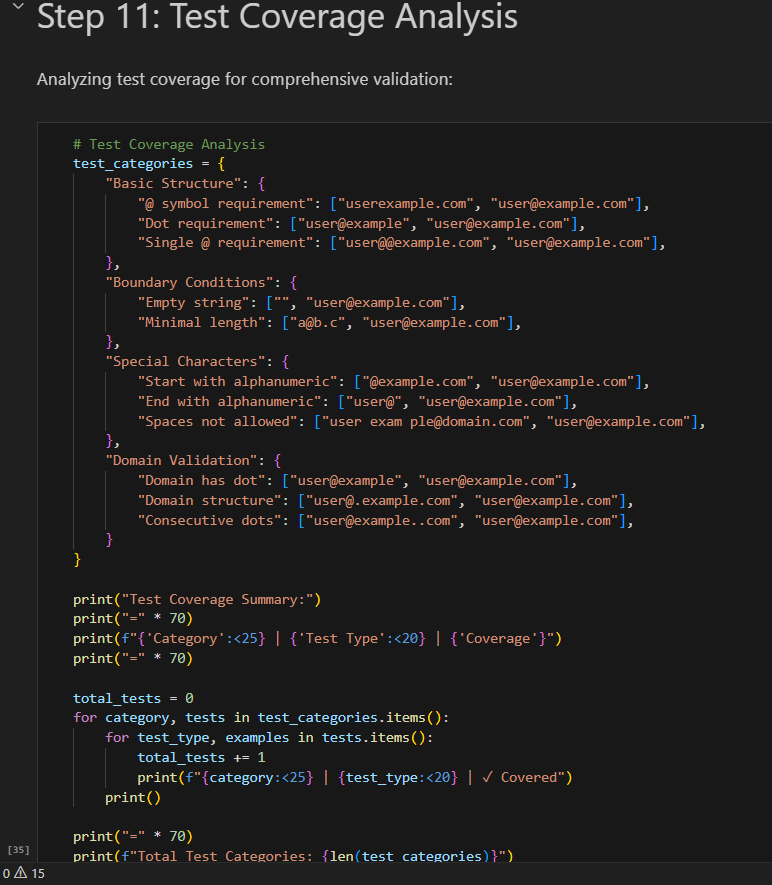 Step 11: Test Coverage Analysis
Analyzing test coverage for comprehensive validation:
# Test Coverage Analysis
test_categories = {
    "Basic Structure": {
        "@ symbol requirement": ["userexample.com", "user@example.com"],
        "Dot requirement": ["user@example", "user@example.com"],
        "Single @ requirement": ["user@@example.com", "user@example.com"],
    },
    "Boundary Conditions": {
        "Empty string": ["", "user@example.com"],
        "Minimal length": ["a@b.c", "user@example.com"],
    },
    "Special Characters": {
        "Start with alphanumeric": ["@example.com", "user@example.com"],
        "End with alphanumeric": ["user@", "user@example.com"],
        "Spaces not allowed": ["user exam ple@domain.com", "user@example.com"],
    },
    "Domain Validation": {
        "Domain has dot": ["user@example", "user@example.com"],
        "Domain structure": ["user@.example.com", "user@example.com"],
        "Consecutive dots": ["user@example..com", "user@example.com"],
    }
}
print("Test Coverage Summary:")
print("=" * 70)
print(f"{'Category':<25} | {'Test Type':<20} | {'Coverage'}")
print("=" * 70)
total_tests = 0
for category, tests in test_categories.items():
    for test_type, examples in tests.items():
        total_tests += 1
        print(f"{category:<25} | {test_type:<20} | ✓ Covered")
    print()
print("=" * 70)
[35]
print(f"Total Test Categories: {len(test_categories)}")
0 ⚠ 15